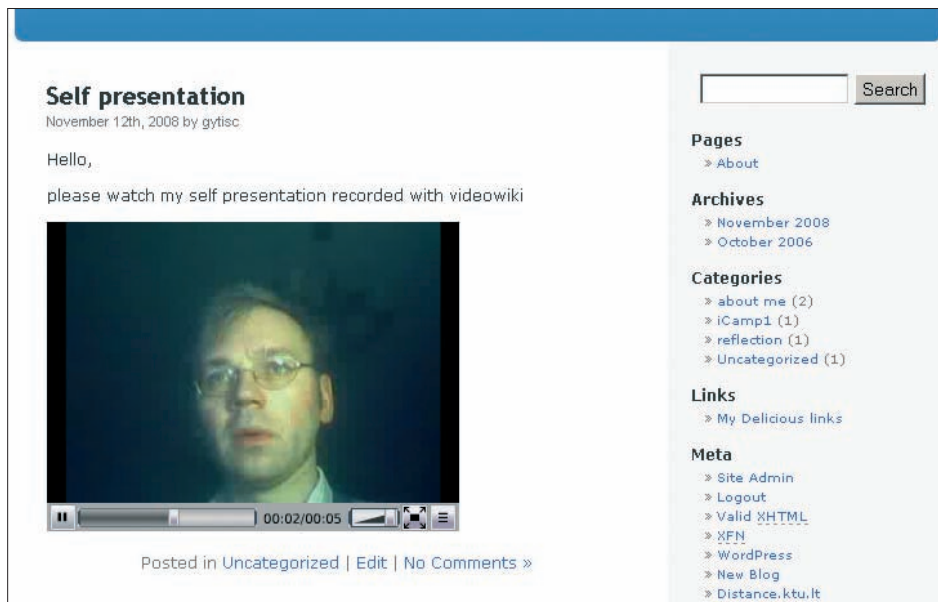 Self presentation
November 12th, 2008 by gytisc
Hello,
please watch my self presentation recorded with videowiki
00:02/00:05
Posted in Uncategorized | Edit | No Comments »
Search
Pages
» About
Archives
» November 2008
» October 2006
Categories
» about me (2)
» iCamp1 (1)
» reflection (1)
» Uncategorized (1)
Links
» My Delicious links
Meta
» Site Admin
» Logout
» Valid XHTML
» XFN
» WordPress
» New Blog
» Distance.ktu.lt